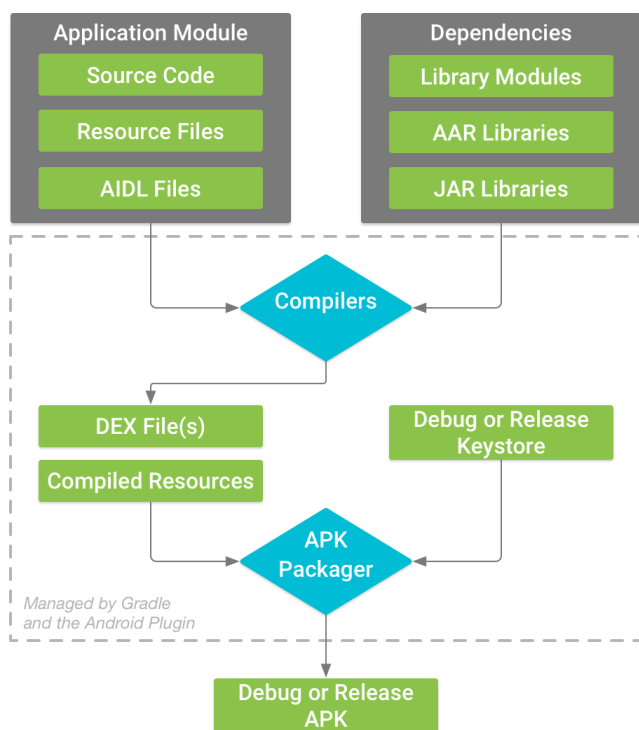 Application Module
Source Code
Resource Files
AIDL Files
Dependencies
Library Modules
AAR Libraries
JAR Libraries
Compilers
DEX File(s)
Compiled Resources
Debug or Release
Keystore
APK
Packager
Managed by Gradle
and the Android Plugin
Debug or Release
APK